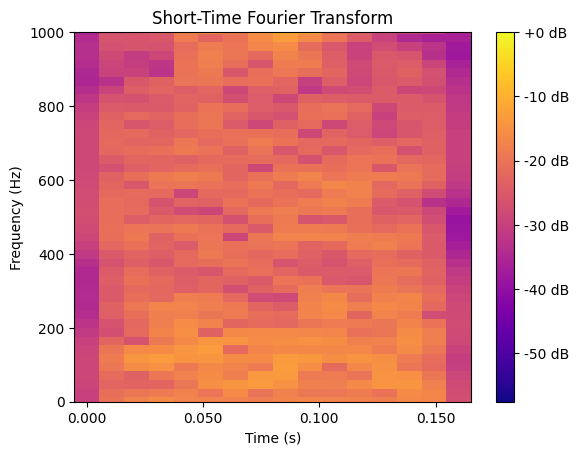 Short-Time Fourier Transform
1000
800
600
400
200
0
Frequency (Hz)
0.000
0.050
0.100
0.150
Time (s)
+0 dB
-10 dB
-20 dB
-30 dB
-40 dB
-50 dB